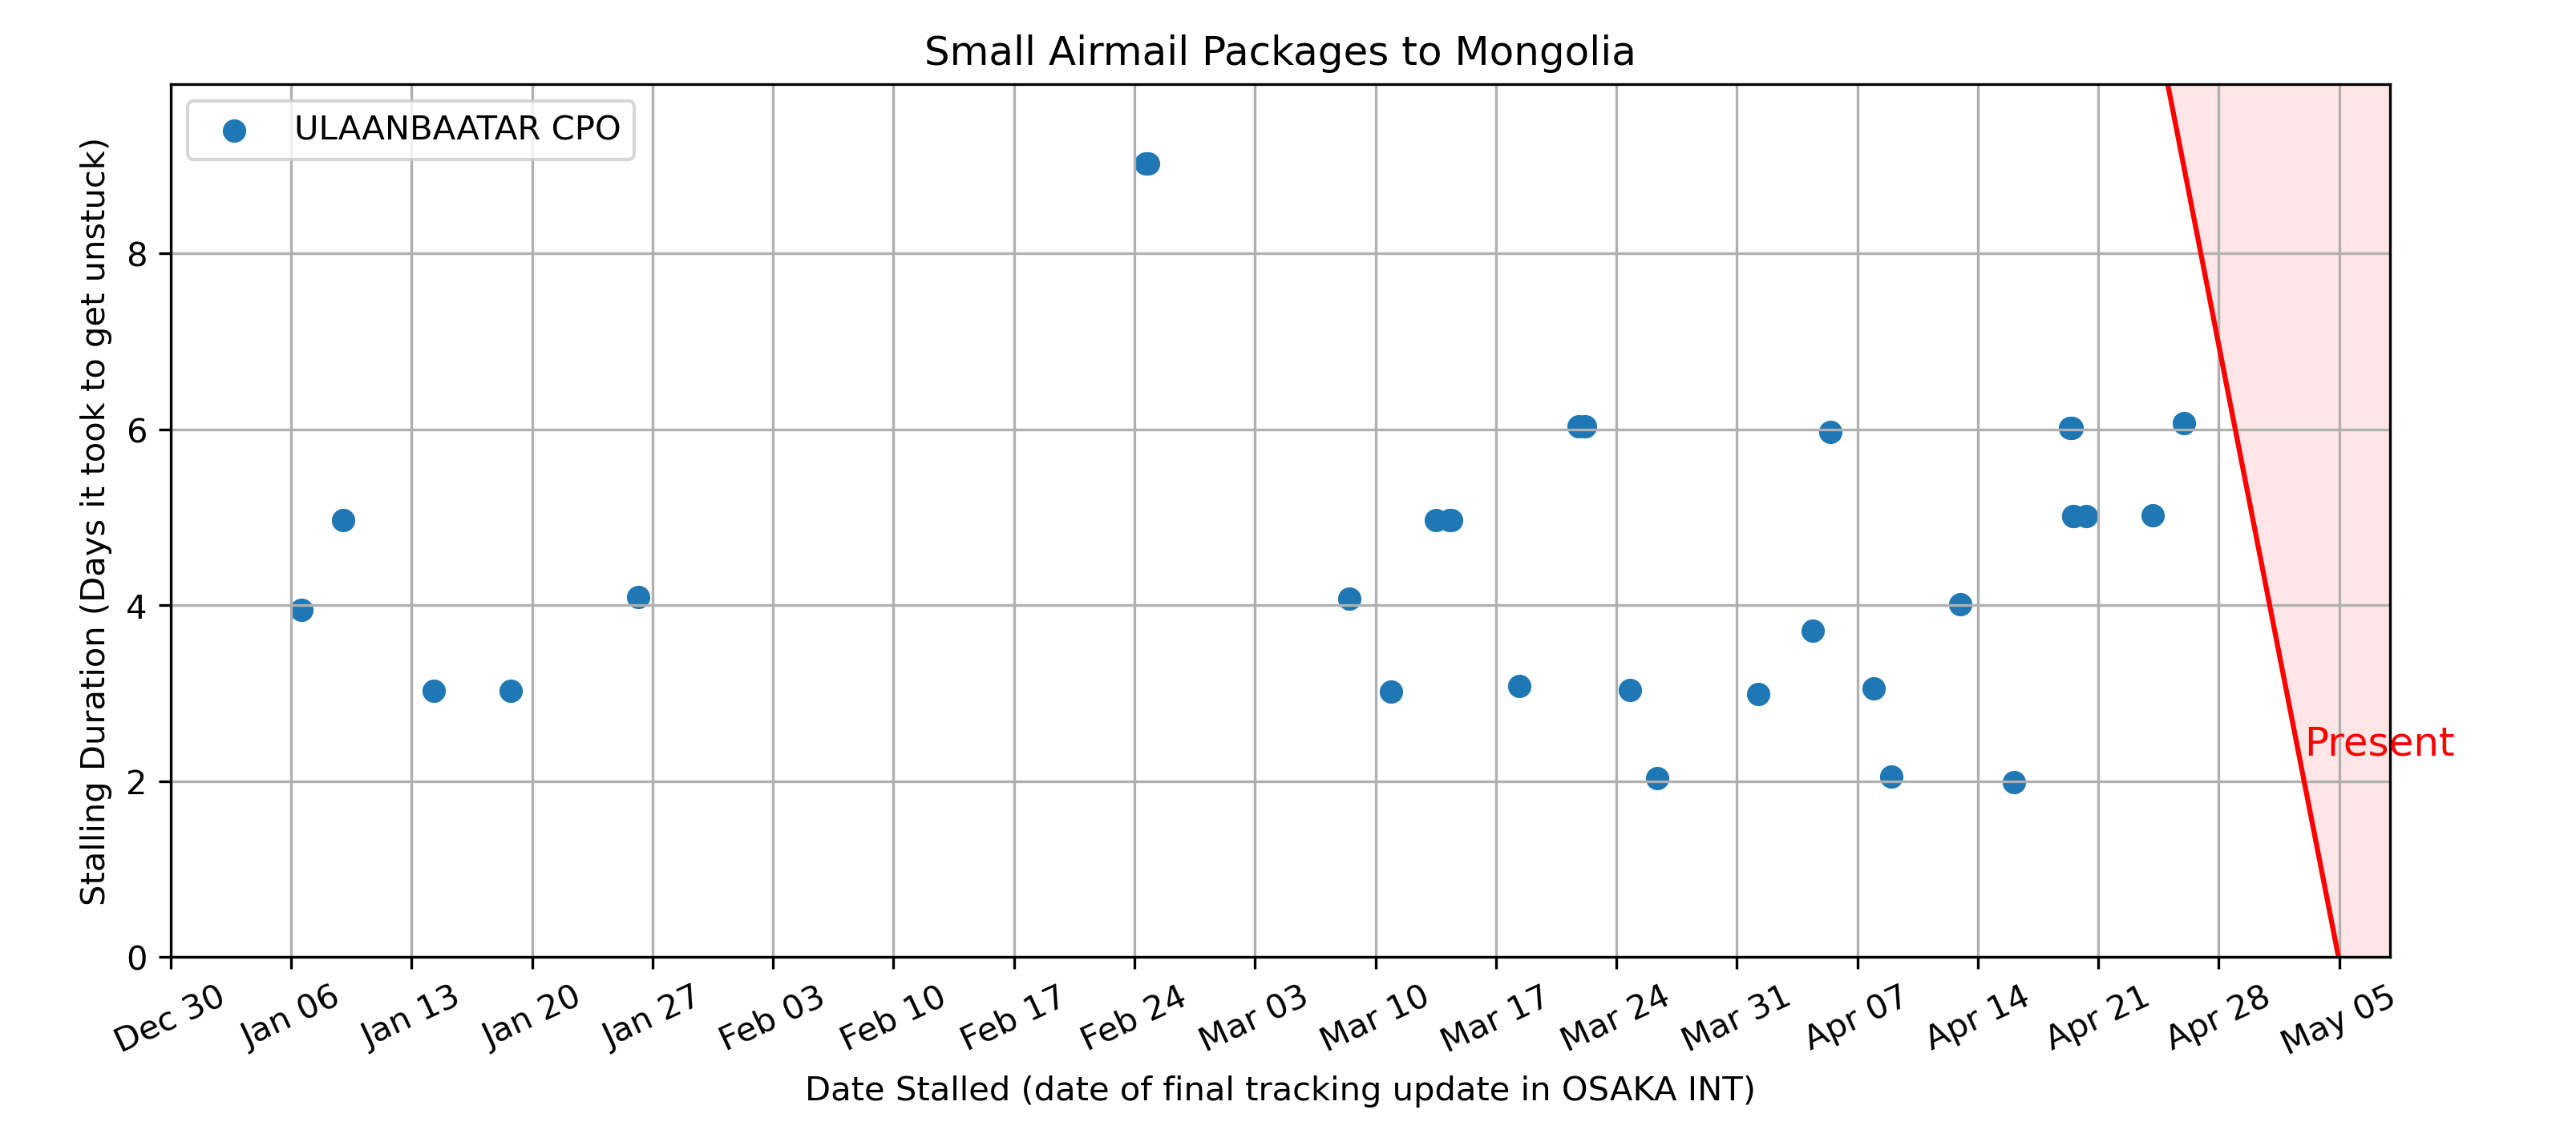 Small Airmail Packages to Mongolia
ULAANBAATAR CPO
Stalling Duration (Days it took to get unstuck)
8
6
4
2
0
Present
Dec 30
Jan 06
Jan 13
Jan 20
Jan 27
Feb 03
Feb 10
Feb 17
Feb 24
Mar 03
Mar 10
Mar 17
Mar 24
Mar 31
Apr 07
Apr 14
Apr 21
Apr 28
May 05
Date Stalled (date of final tracking update in OSAKA INT)